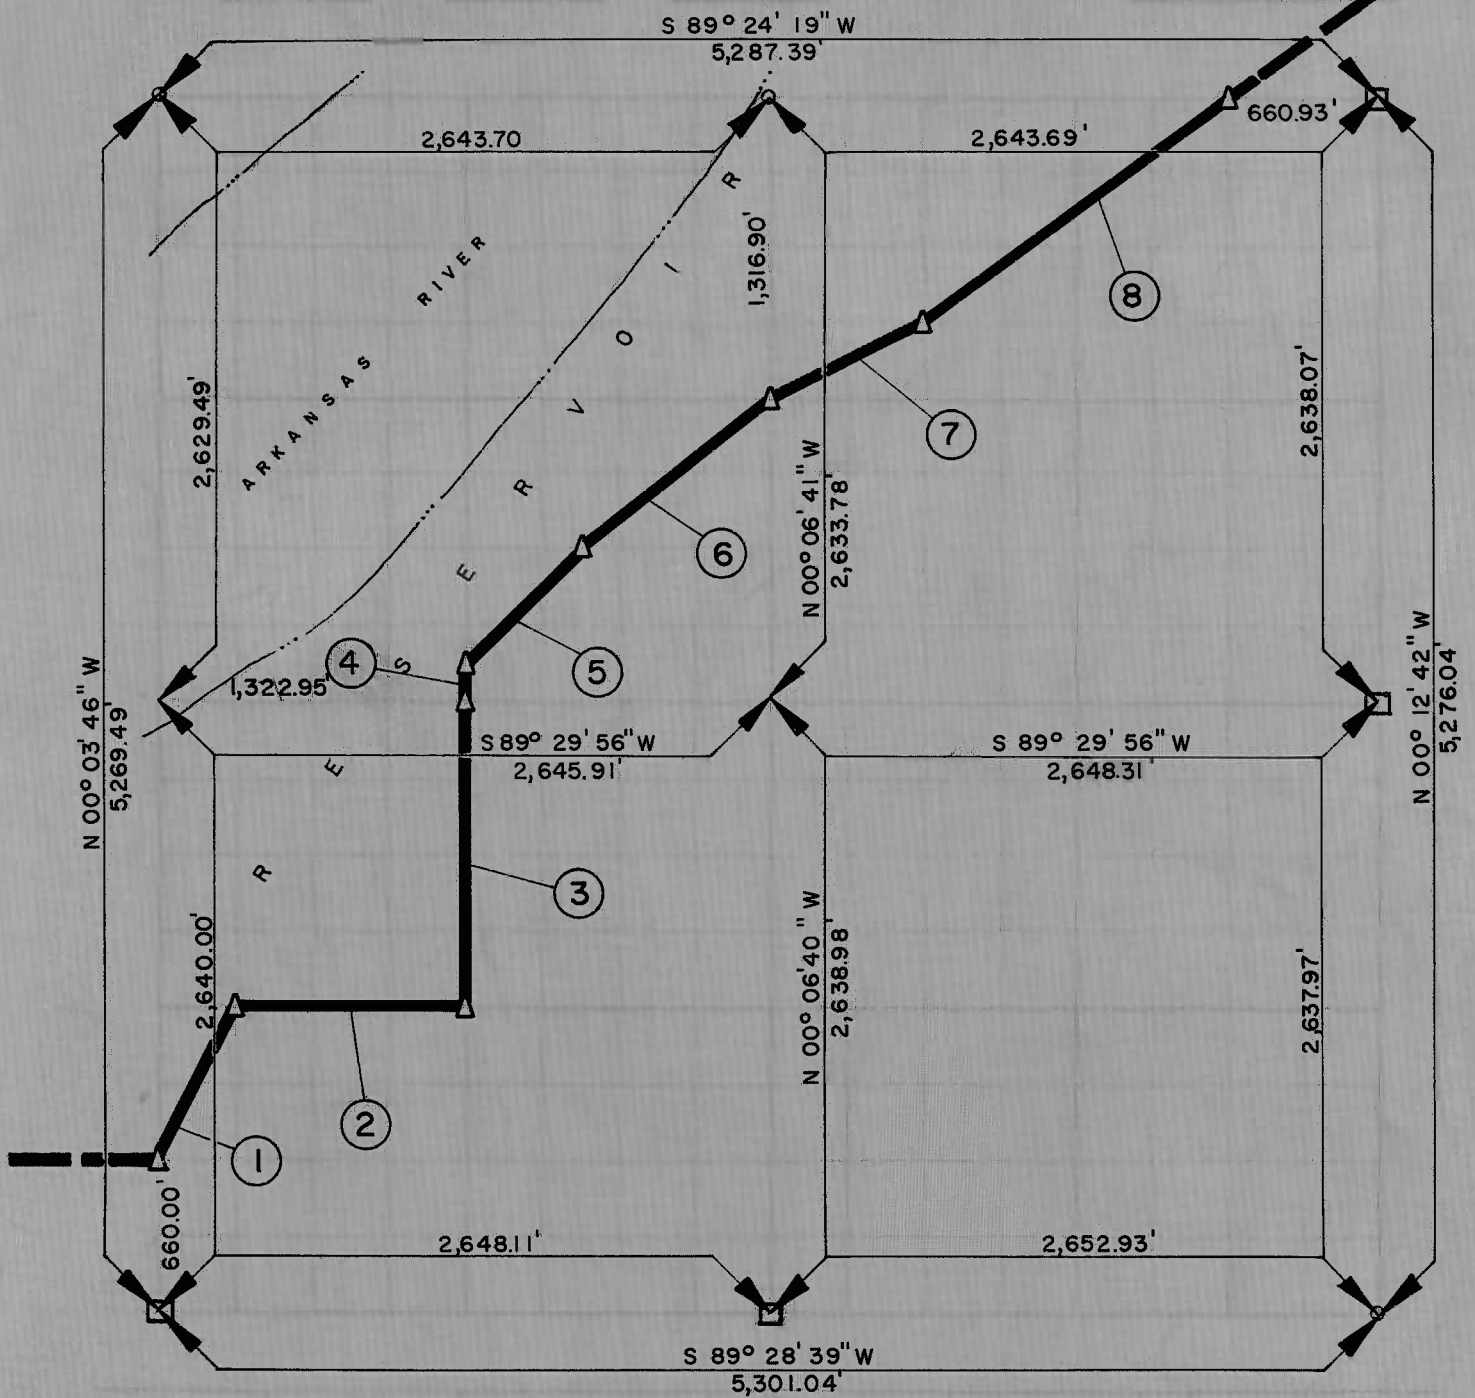 S 89° 24' 19" W
5,287.39'
660.93'
2,643.70
2,643.69'
1,316.90'
8
ARKANSAS RIVER
2,629.49'
2,638.07'
7
N 00° 06' 41" W
2,633.78'
6
RESERVOIR
4
5
1,322.95'
N 00° 03' 46" W
5,269.49
S 89° 29' 56" W
2,645.91'
S 89° 29' 56" W
2,648.31'
N 00° 12' 42" W
5,276.04'
3
2,640.00'
N 00° 06' 40" W
2,638.98'
2,637.97'
2
1
660.00'
2,648.11'
2,652.93'
S 89° 28' 39" W
5,301.04'